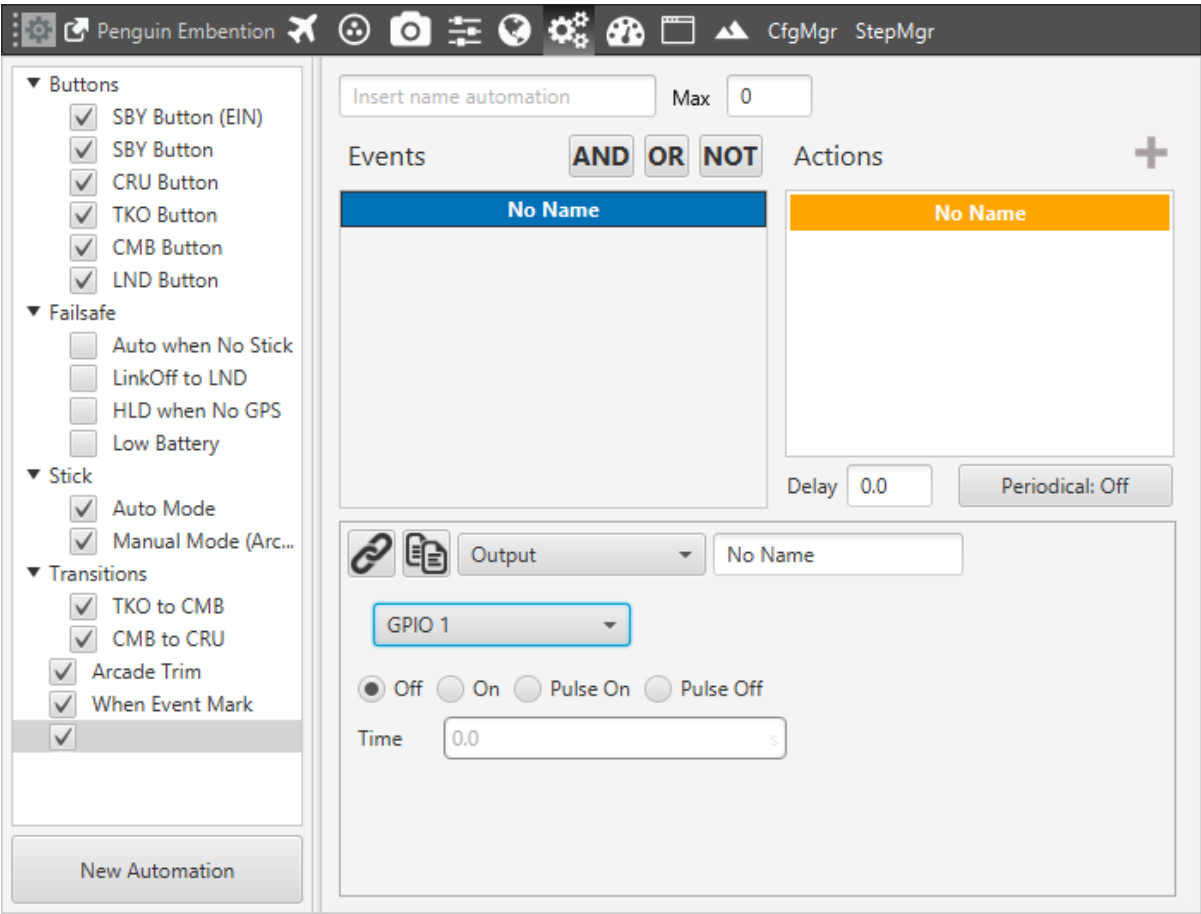 Penguin Embention CfgMgr StepMgr
Buttons
SBY Button (EIN)
SBY Button
CRU Button
TKO Button
CMB Button
LND Button
Failsafe
Auto when No Stick
LinkOff to LND
HLD when No GPS
Low Battery
Stick
Auto Mode
Manual Mode (Arc...
Transitions
TKO to CMB
CMB to CRU
Arcade Trim
When Event Mark
New Automation
Insert name automation Max 0
Events AND OR NOT Actions
No Name No Name
Delay 0.0 Periodical: Off
Output No Name
GPIO 1
Off On Pulse On Pulse Off
Time 0.0 s